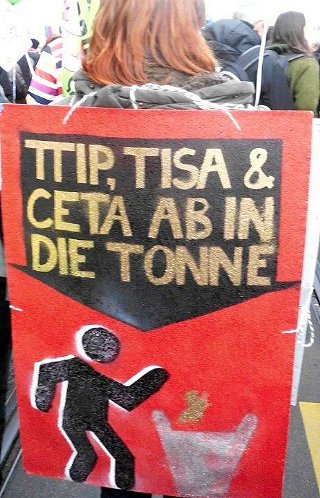 TTIP, TISA &
CETA AB IN
DIE TONNE